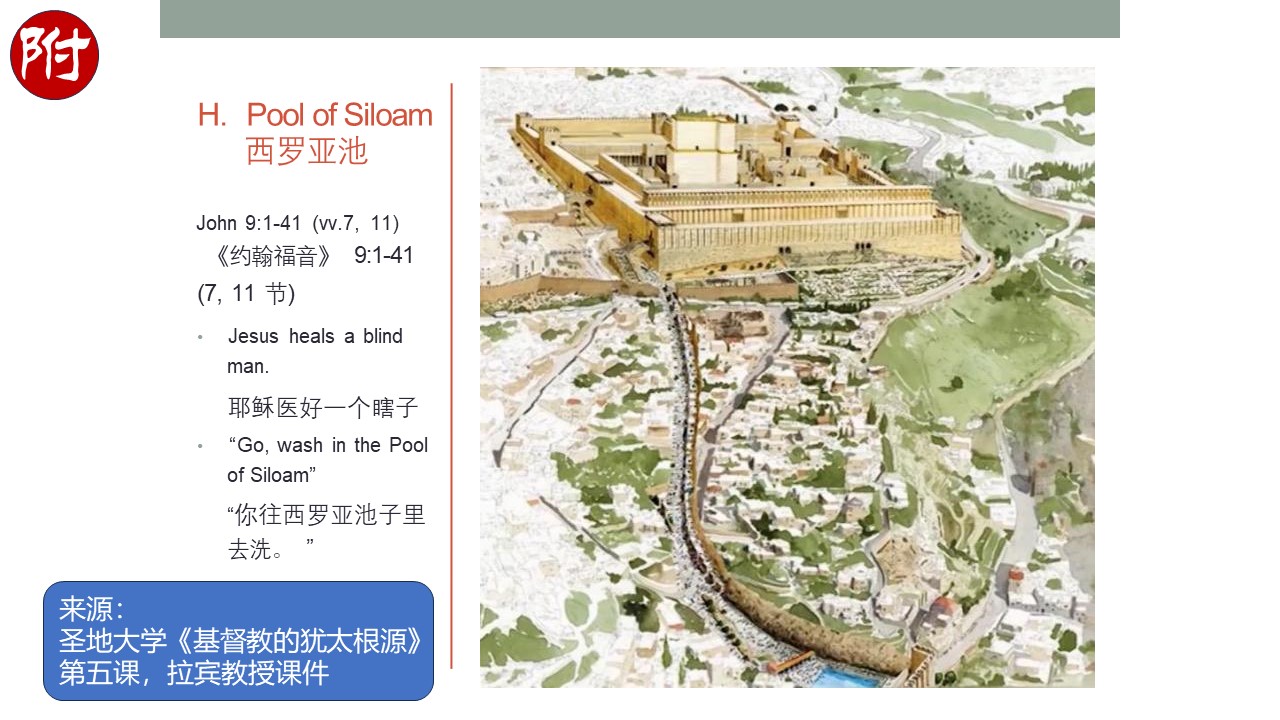 附
H. Pool of Siloam
西罗亚池
John 9:1-41 (vv.7, 11)
《约翰福音》 9:1-41
(7, 11 节)
• Jesus heals a blind
man.
耶稣医好一个瞎子
• “Go, wash in the Pool
of Siloam”
“你往西罗亚池子里
去洗。 ”
来源：
圣地大学《基督教的犹太根源》
第五课，拉宾教授课件